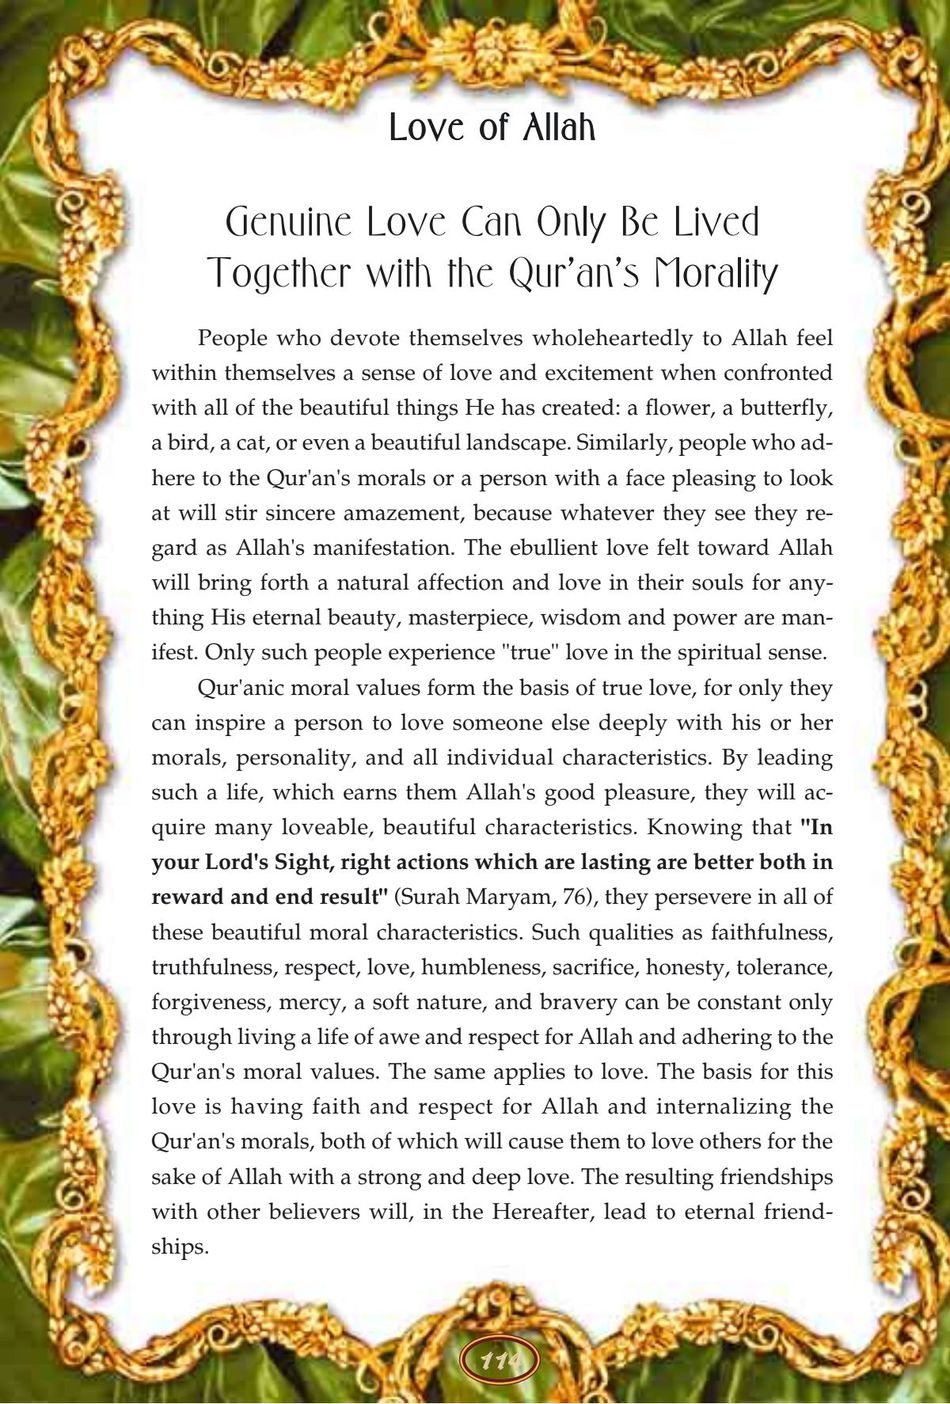 Love of Allah
Genuine Love Can Only Be Lived
Together with the Qur'an's Morality
People who devote themselves wholeheartedly to Allah feel
within themselves a sense of love and excitement when confronted
with all of the beautiful things He has created: a flower, a butterfly,
a bird, a cat, or even a beautiful landscape. Similarly, people who ad-
here to the Qur'an's morals or a person with a face pleasing to look
at will stir sincere amazement, because whatever they see they re-
gard as Allah's manifestation. The ebullient love felt toward Allah
will bring forth a natural affection and love in their souls for any-
thing His eternal beauty, masterpiece, wisdom and power are man-
ifest. Only such people experience "true" love in the spiritual sense.
Qur'anic moral values form the basis of true love, for only they
can inspire a person to love someone else deeply with his or her
morals, personality, and all individual characteristics. By leading
such a life, which earns them Allah's good pleasure, they will ac-
quire many loveable, beautiful characteristics. Knowing that "In
your Lord's Sight, right actions which are lasting are better both in
reward and end result" (Surah Maryam, 76), they persevere in all of
these beautiful moral characteristics. Such qualities as faithfulness,
truthfulness, respect, love, humbleness, sacrifice, honesty, tolerance,
forgiveness, mercy, a soft nature, and bravery can be constant only
through living a life of awe and respect for Allah and adhering to the
Qur'an's moral values. The same applies to love. The basis for this
love is having faith and respect for Allah and internalizing the
Qur'an's morals, both of which will cause them to love others for the
sake of Allah with a strong and deep love. The resulting friendships
with other believers will, in the Hereafter, lead to eternal friend-
ships.
114